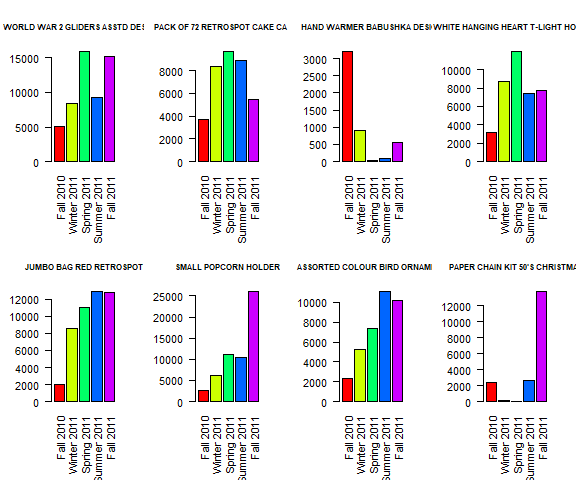 WORLD WAR 2 GLIDERS ASSTD DES
15000
10000
5000
0
Fall 2010
Winter 2011
Spring 2011
Summer 2011
Fall 2011
PACK OF 72 RETROSPOT CAKE CA
8000
6000
4000
2000
0
Fall 2010
Winter 2011
Spring 2011
Summer 2011
Fall 2011
HAND WARMER BABUSHKA DESI
3000
2500
2000
1500
1000
500
0
Fall 2010
Winter 2011
Spring 2011
Summer 2011
Fall 2011
WHITE HANGING HEART T-LIGHT HO
10000
8000
6000
4000
2000
0
Fall 2010
Winter 2011
Spring 2011
Summer 2011
Fall 2011
JUMBO BAG RED RETROSPOT
12000
10000
8000
6000
4000
2000
0
Fall 2010
Winter 2011
Spring 2011
Summer 2011
Fall 2011
SMALL POPCORN HOLDER
25000
20000
15000
10000
5000
0
Fall 2010
Winter 2011
Spring 2011
Summer 2011
Fall 2011
ASSORTED COLOUR BIRD ORNAMI
10000
8000
6000
4000
2000
0
Fall 2010
Winter 2011
Spring 2011
Summer 2011
Fall 2011
PAPER CHAIN KIT 50'S CHRISTMA
12000
10000
8000
6000
4000
2000
0
Fall 2010
Winter 2011
Spring 2011
Summer 2011
Fall 2011